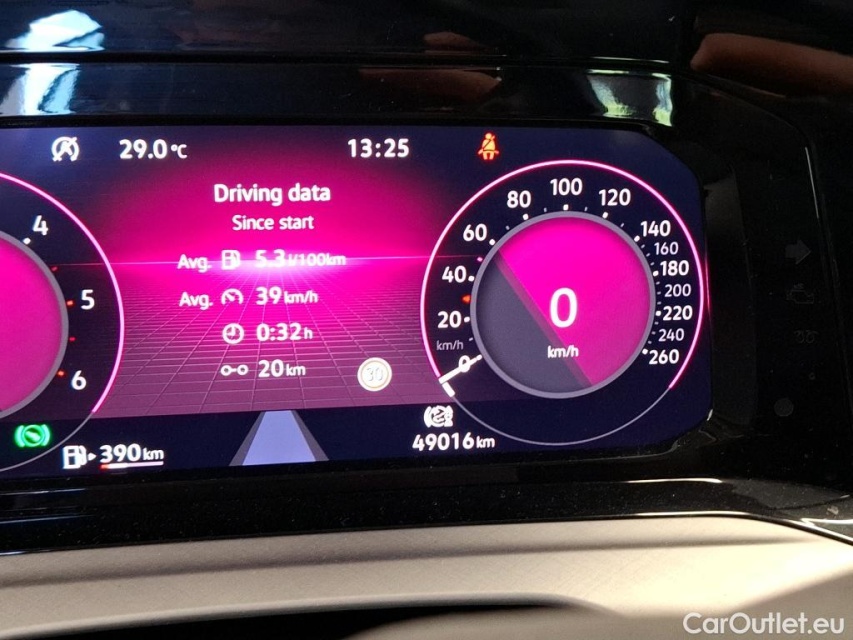 29.0°C
13:25
Driving data
Since start
Avg. 5.3 l/100km
Avg. 39 km/h
0:32 h
20 km
30
390 km
49016 km
4
5
6
0
20
40
60
80
100
120
140
160
180
200
220
240
260
km/h
0
km/h
CarOutlet.eu